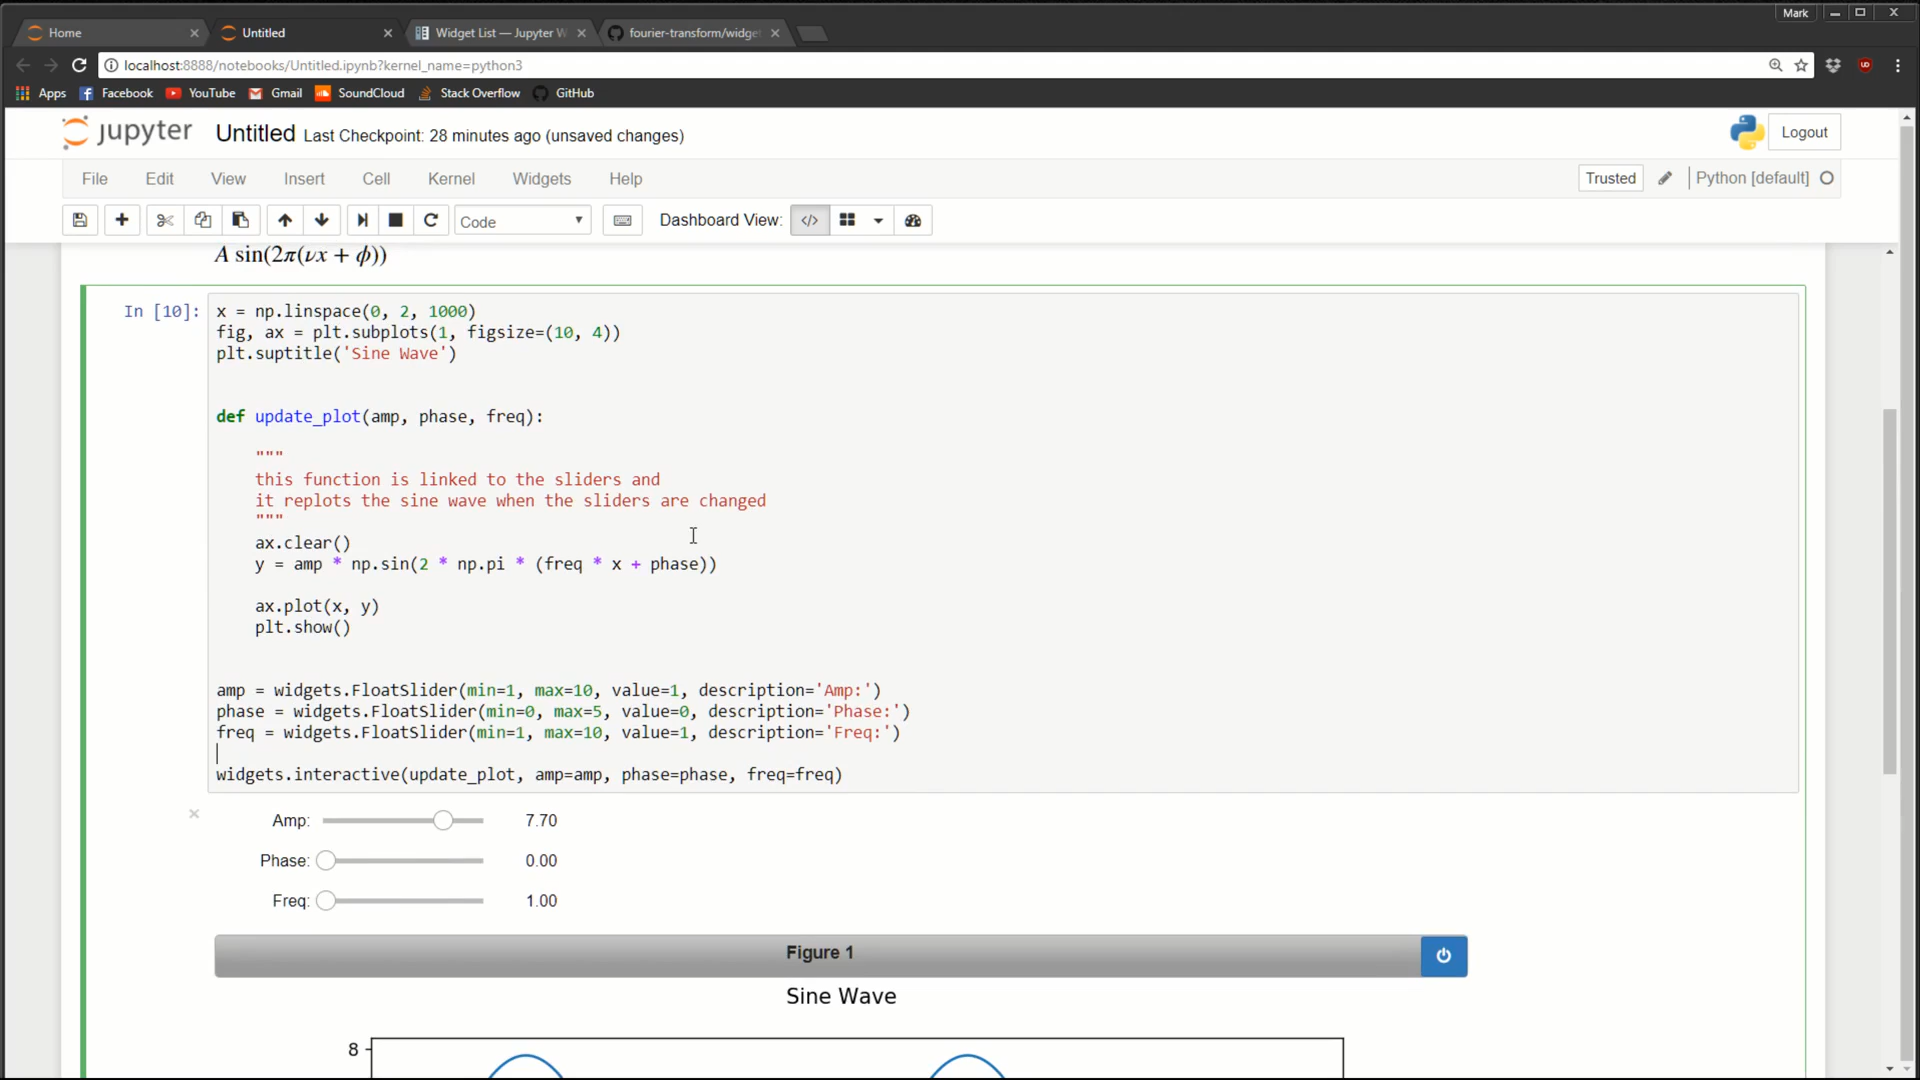 Mark
Home
Untitled
Widget List — Jupyter W
fourier-transform/widge
localhost:8888/notebooks/Untitled.ipynb?kernel_name=python3
Apps Facebook YouTube Gmail SoundCloud Stack Overflow GitHub
jupyter Untitled Last Checkpoint: 28 minutes ago (unsaved changes) Logout
File Edit View Insert Cell Kernel Widgets Help Trusted Python [default]
Code Dashboard View: </>
A sin(2π(νx + ϕ))
In [10]: x = np.linspace(0, 2, 1000)
fig, ax = plt.subplots(1, figsize=(10, 4))
plt.suptitle('Sine Wave')
def update_plot(amp, phase, freq):
"""
this function is linked to the sliders and
it replots the sine wave when the sliders are changed
"""
ax.clear()
y = amp * np.sin(2 * np.pi * (freq * x + phase))
ax.plot(x, y)
plt.show()
amp = widgets.FloatSlider(min=1, max=10, value=1, description='Amp:')
phase = widgets.FloatSlider(min=0, max=5, value=0, description='Phase:')
freq = widgets.FloatSlider(min=1, max=10, value=1, description='Freq:')
widgets.interactive(update_plot, amp=amp, phase=phase, freq=freq)
Amp: 7.70
Phase: 0.00
Freq: 1.00
Figure 1
Sine Wave
8